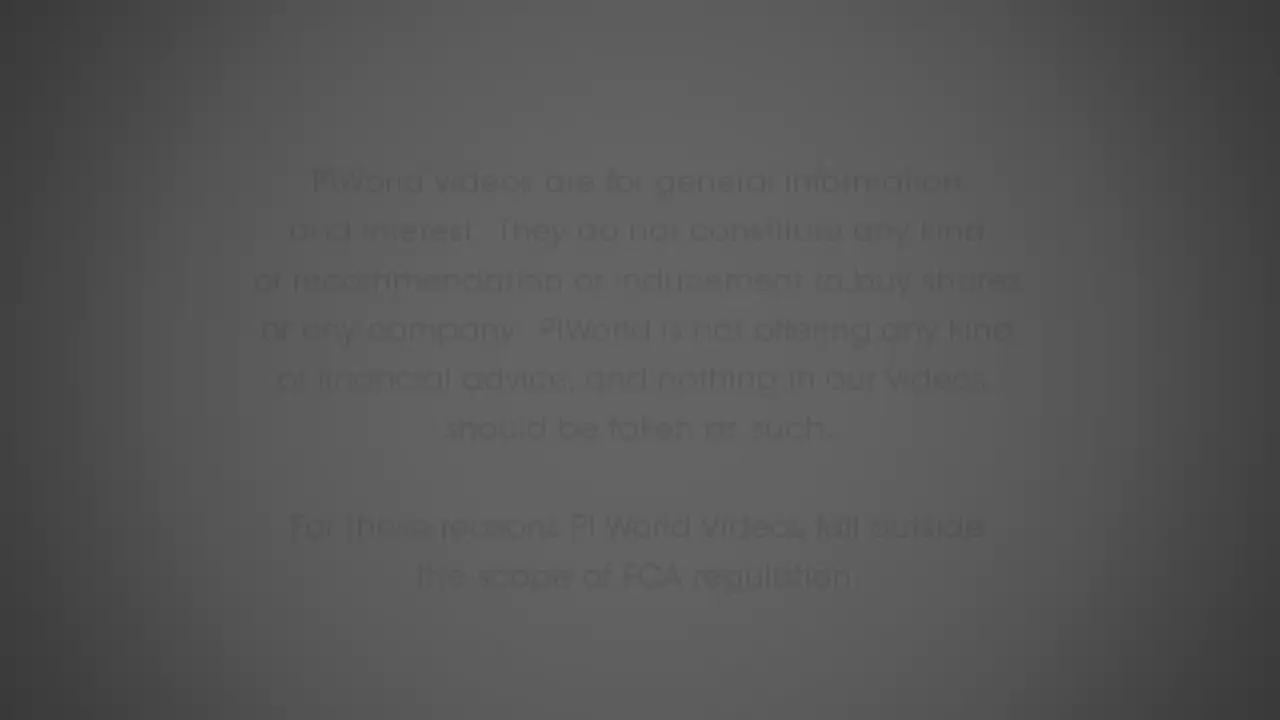 PIWorld videos are for general information
and interest. They do not constitute any kind
of recommendation or inducement to buy shares
or any company. PIWorld is not offering any kind
of financial advice, and nothing in our Videos
should be taken as such.
For these reasons PI World Videos, fall outside
the scope of FCA regulation